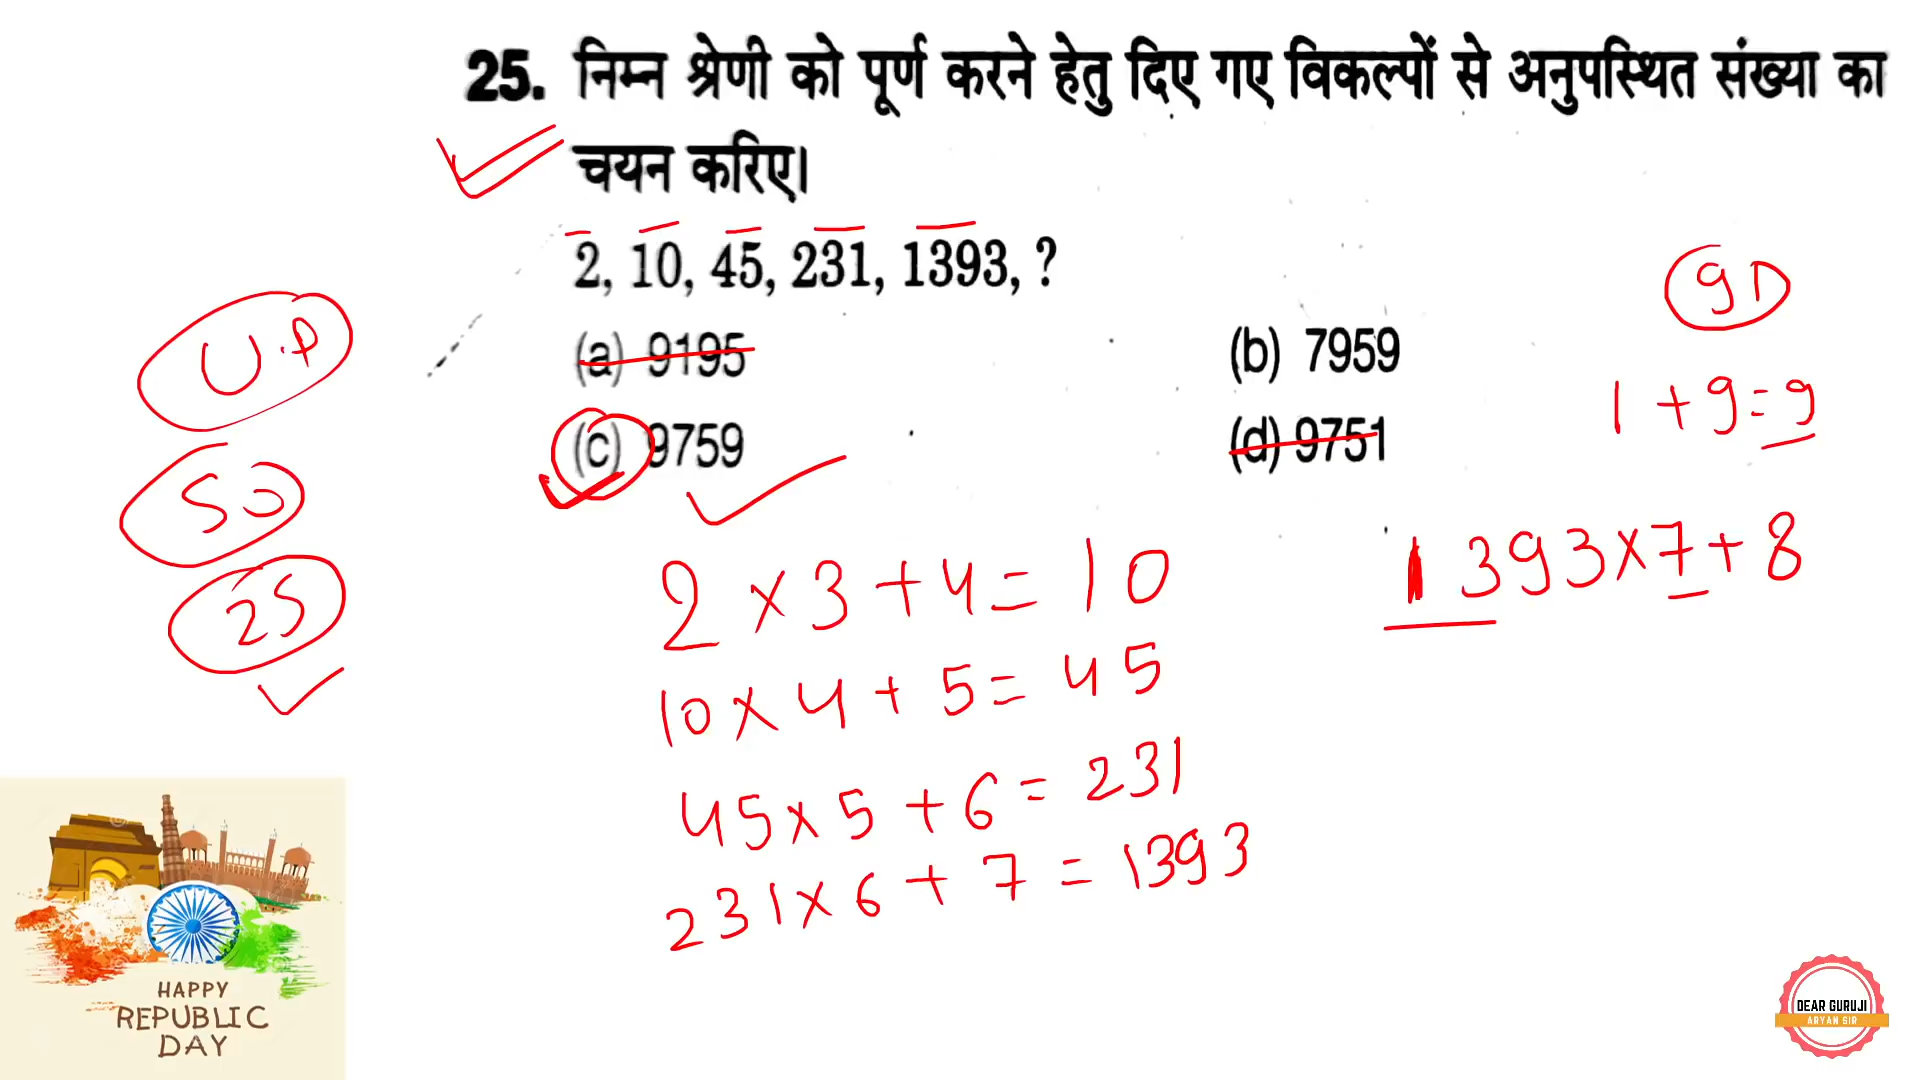 25. निम्न श्रेणी को पूर्ण करने हेतु दिए गए विकल्पों से अनुपस्थित संख्या का
चयन करिए।
2, 10, 45, 231, 1393, ?
(a) 9195
(b) 7959
(c) 9759
(d) 9751
9D
1 + 9 = 9
1393 × 7 + 8
U.P
SO
25
2 × 3 + 4 = 10
10 × 4 + 5 = 45
45 × 5 + 6 = 231
231 × 6 + 7 = 1393
HAPPY
REPUBLIC
DAY
DEAR GURUJI
ARYAN SIR